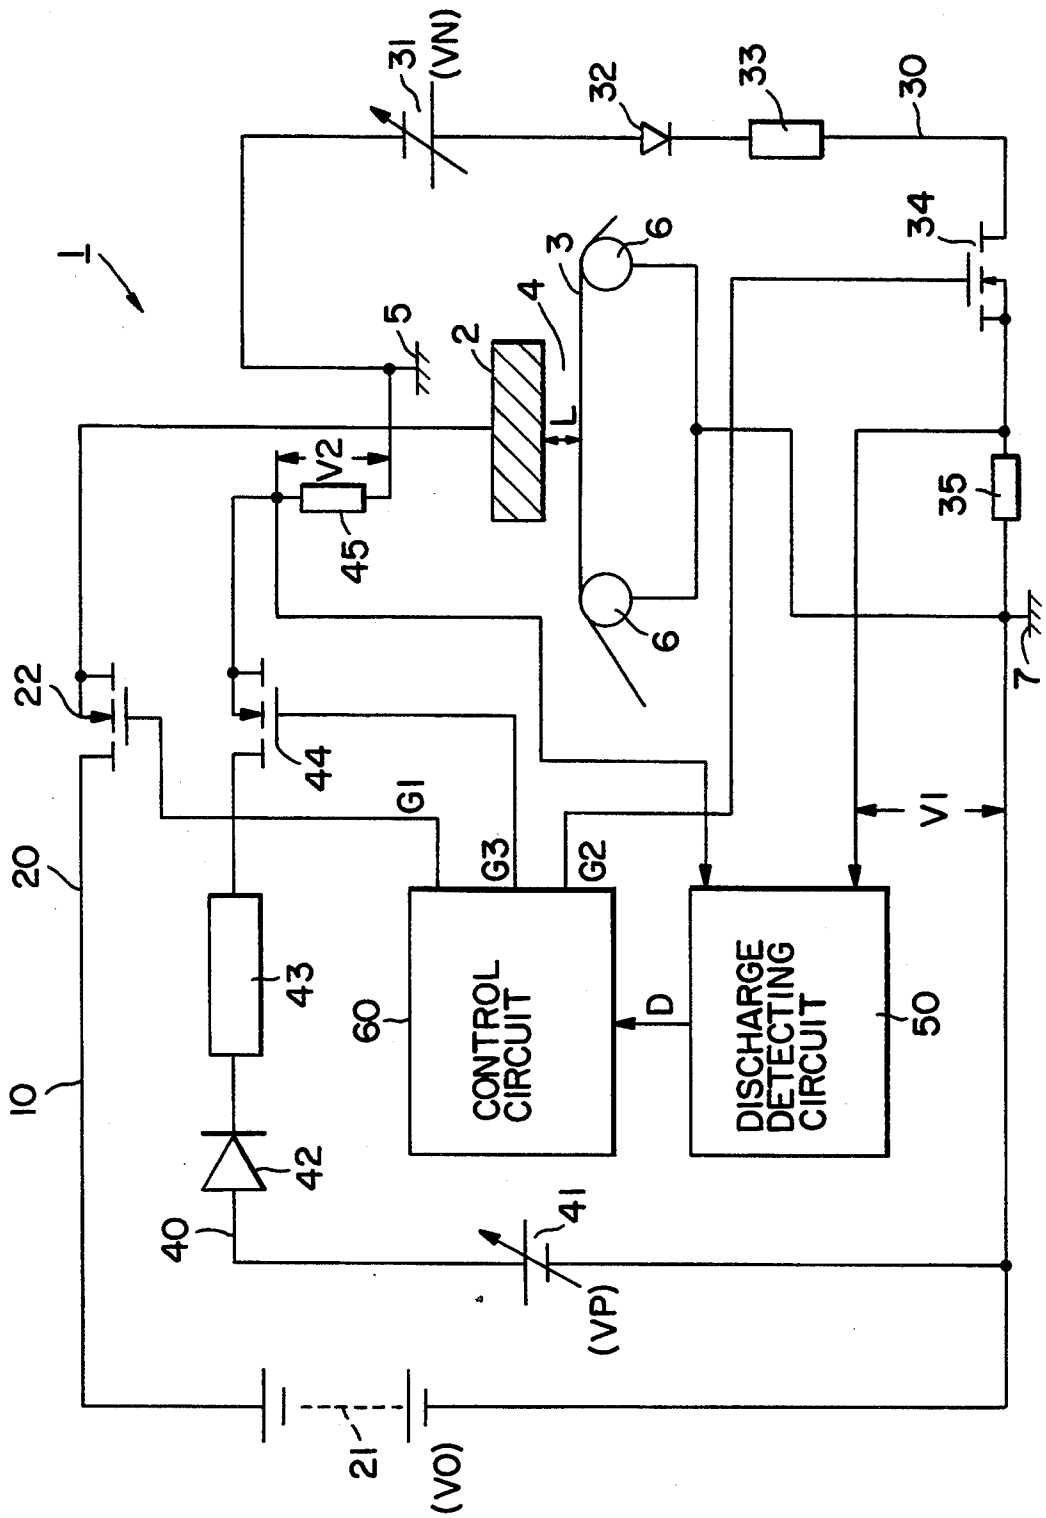 1
10
20
22
21
(VO)
40
42
43
44
45
V2
5
2
4
L
3
6
6
31
(VN)
32
33
30
34
35
7
V1
G1
G3
G2
60
CONTROL
CIRCUIT
D
DISCHARGE
DETECTING
CIRCUIT
50
41
(VP)